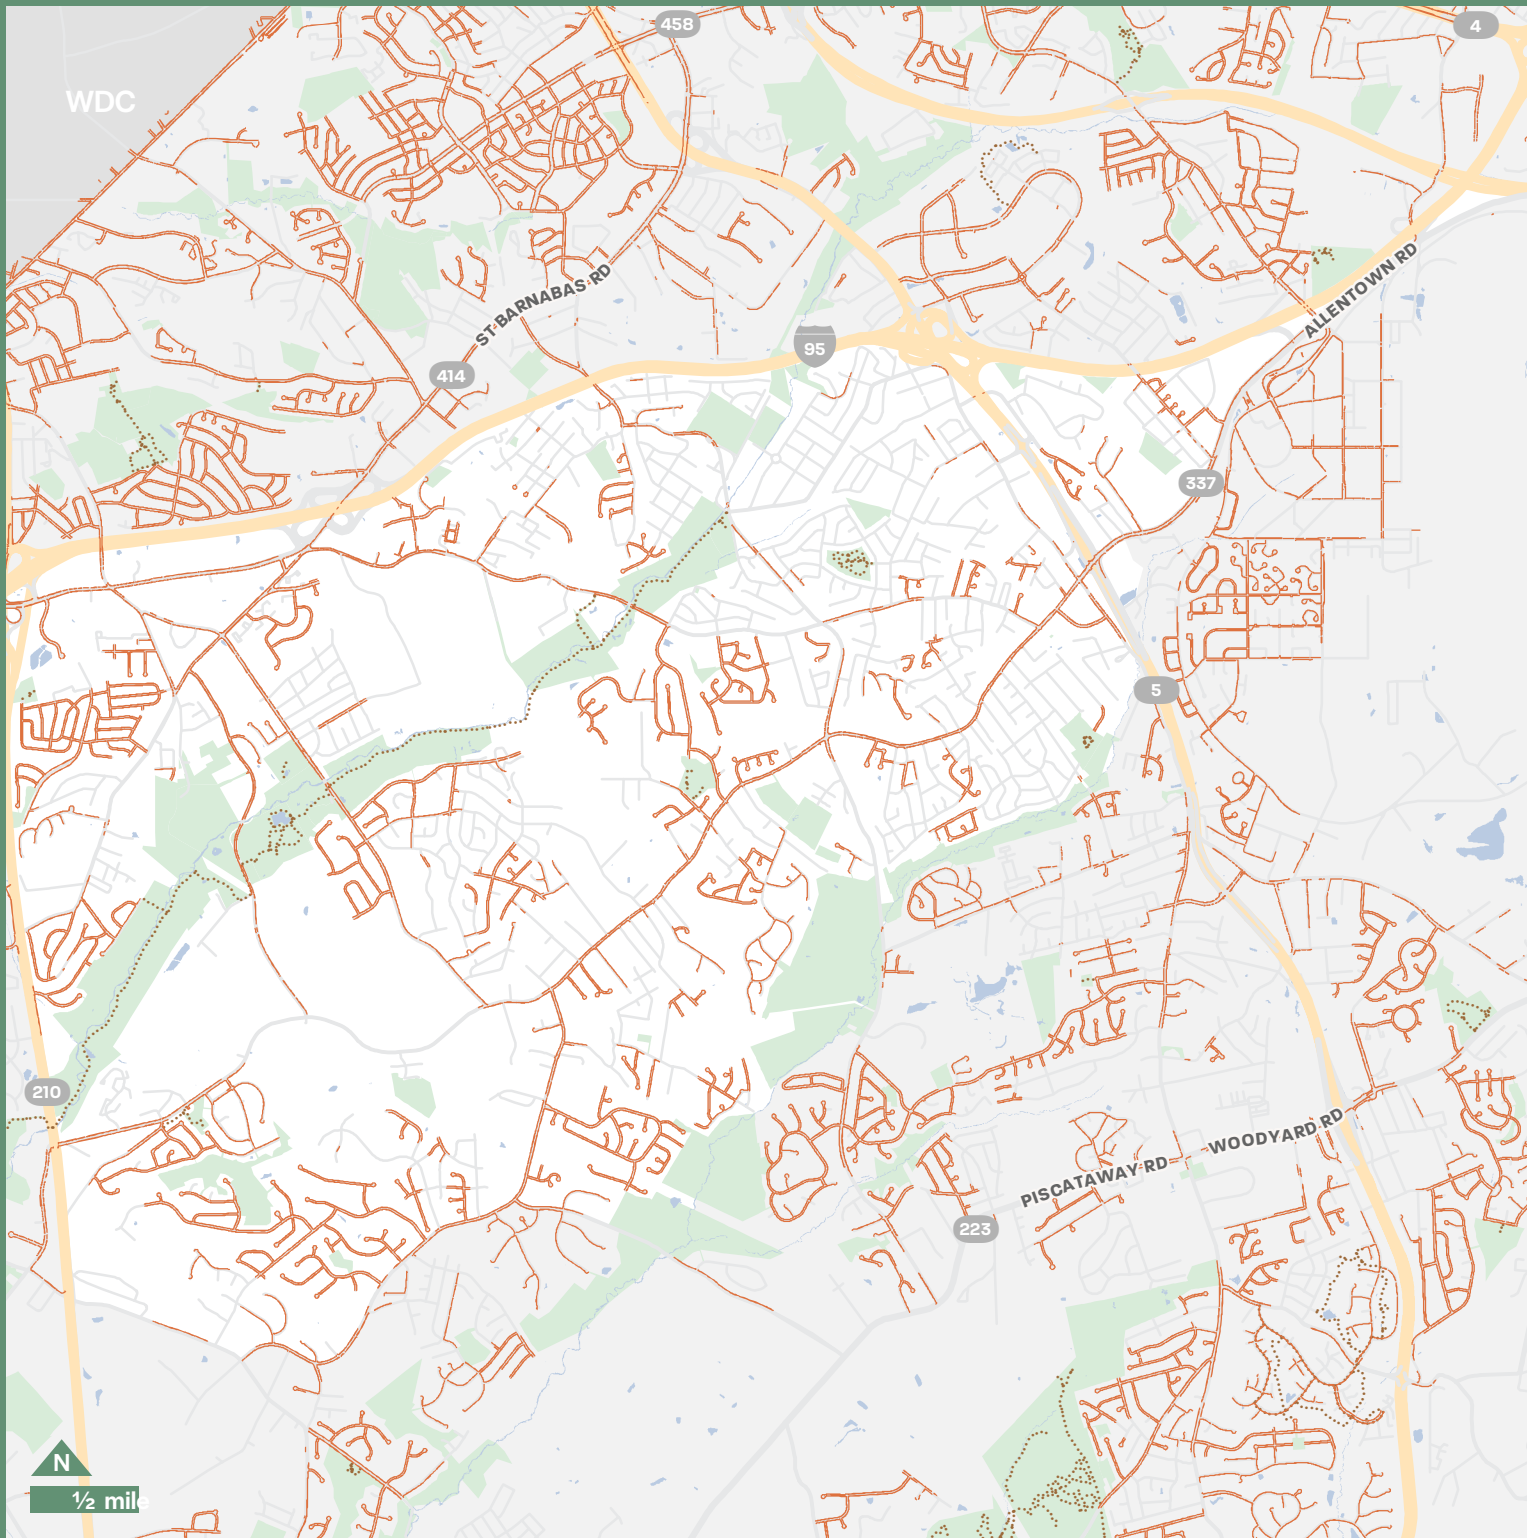 458
4
WDC
ALLENTOWN RD
ST BARNABAS RD
95
414
337
5
210
WOODYARD RD
PISCATAWAY RD
223
N
½ mile